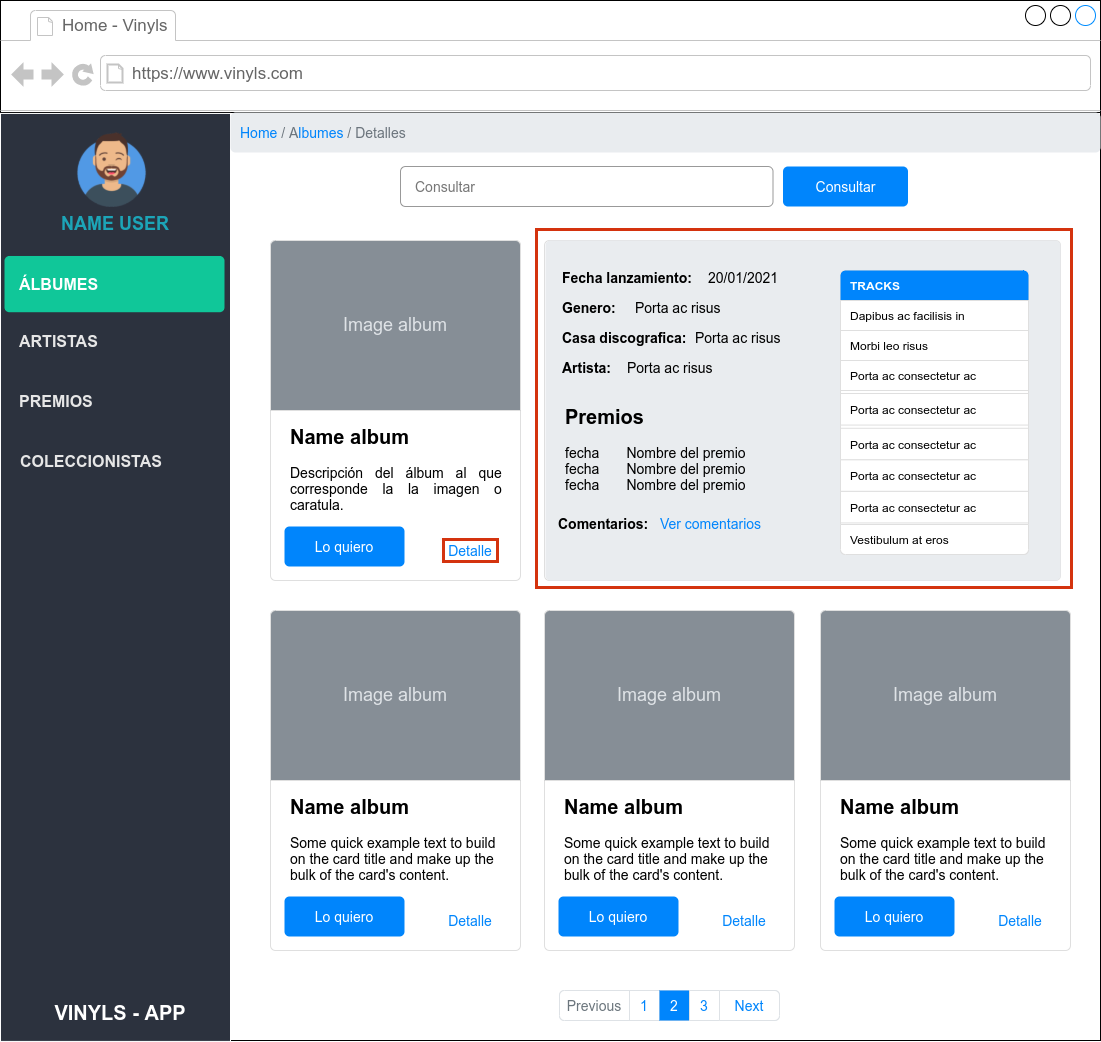 Home - Vinyls
https://www.vinyls.com
NAME USER
ÁLBUMES
ARTISTAS
PREMIOS
COLECCIONISTAS
VINYLS - APP
Home / Albumes / Detalles
Consultar
Consultar
Image album
Name album
Descripción del álbum al que
corresponde la la imagen o
caratula.
Lo quiero
Detalle
Fecha lanzamiento: 20/01/2021
Genero: Porta ac risus
Casa discografica: Porta ac risus
Artista: Porta ac risus
Premios
fecha Nombre del premio
fecha Nombre del premio
fecha Nombre del premio
Comentarios: Ver comentarios
TRACKS
Dapibus ac facilisis in
Morbi leo risus
Porta ac consectetur ac
Porta ac consectetur ac
Porta ac consectetur ac
Porta ac consectetur ac
Porta ac consectetur ac
Vestibulum at eros
Image album
Name album
Some quick example text to build
on the card title and make up the
bulk of the card's content.
Lo quiero
Detalle
Image album
Name album
Some quick example text to build
on the card title and make up the
bulk of the card's content.
Lo quiero
Detalle
Image album
Name album
Some quick example text to build
on the card title and make up the
bulk of the card's content.
Lo quiero
Detalle
Previous 1 2 3 Next